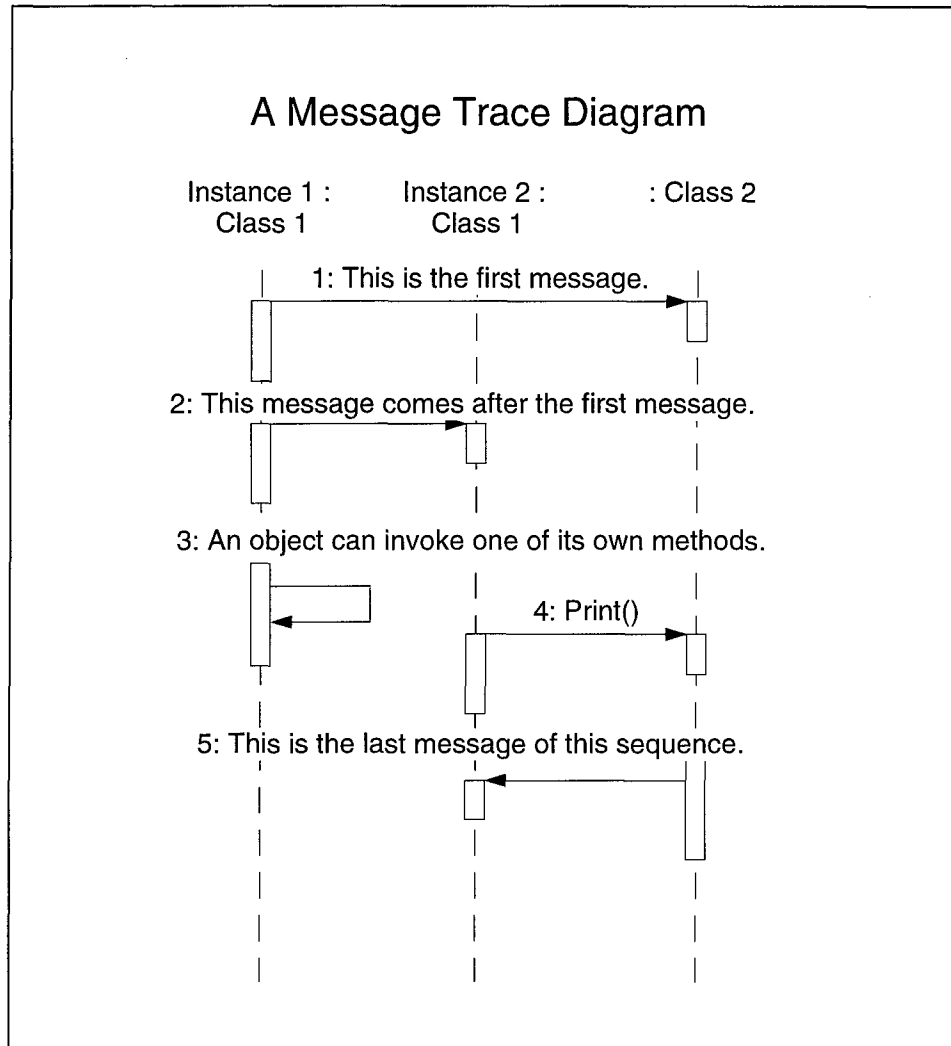 A Message Trace Diagram
Instance 1 :
Class 1
Instance 2 :
Class 1
: Class 2
1: This is the first message.
2: This message comes after the first message.
3: An object can invoke one of its own methods.
4: Print()
5: This is the last message of this sequence.